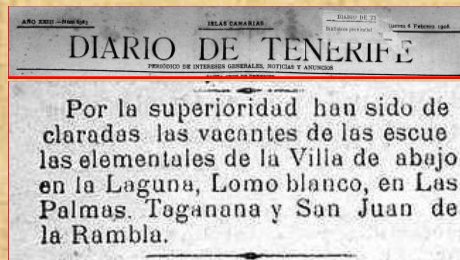 AÑO XXIII
ISLAS CANARIAS
DIARIO DE TENERIFE
PERIÓDICO DE INTERESES GENERALES, NOTICIAS Y ANUNCIOS
Por la superioridad han sido de
claradas las vacantes de las escue
las elementales de la Villa de abajo
en la Laguna, Lomo blanco, en Las
Palmas. Taganana y San Juan de
la Rambla.